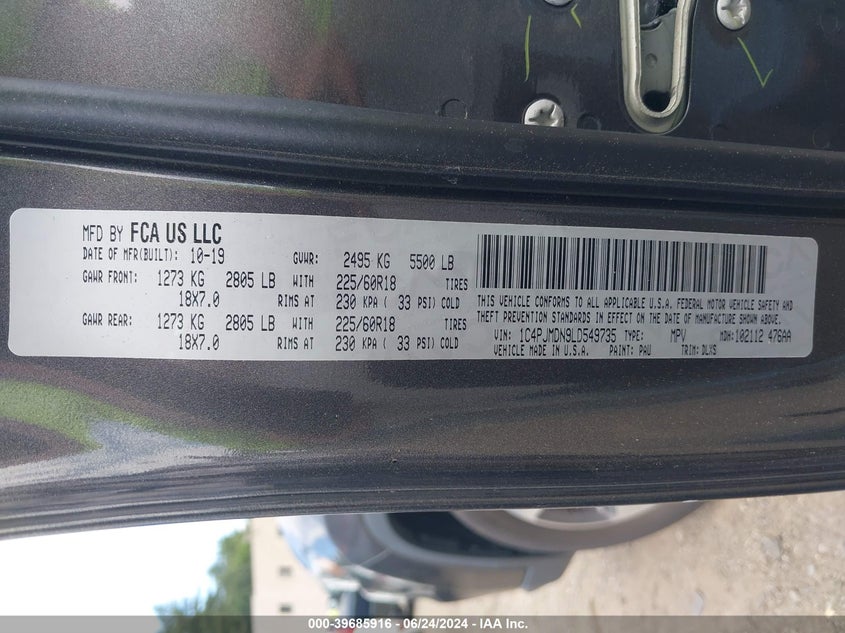 MFD BY FCA US LLC
DATE OF MFR(BUILT): 10-19 GVWR: 2495 KG 5500 LB
GAWR FRONT: 1273 KG 2805 LB WITH 225/60R18 TIRES
18X7.0 RIMS AT 230 KPA ( 33 PSI) COLD
GAWR REAR: 1273 KG 2805 LB WITH 225/60R18 TIRES
18X7.0 RIMS AT 230 KPA ( 33 PSI) COLD
THIS VEHICLE CONFORMS TO ALL APPLICABLE U.S.A. FEDERAL MOTOR VEHICLE SAFETY AND
THEFT PREVENTION STANDARDS IN EFFECT ON THE DATE OF MANUFACTURE SHOWN ABOVE.
VIN: 1C4PJMDN9LD549735 TYPE: MPV MDH:102112 476AA
VEHICLE MADE IN U.S.A. PAINT: PAU TRIM: DLX5
000-39685916 - 06/24/2024 - IAA Inc.